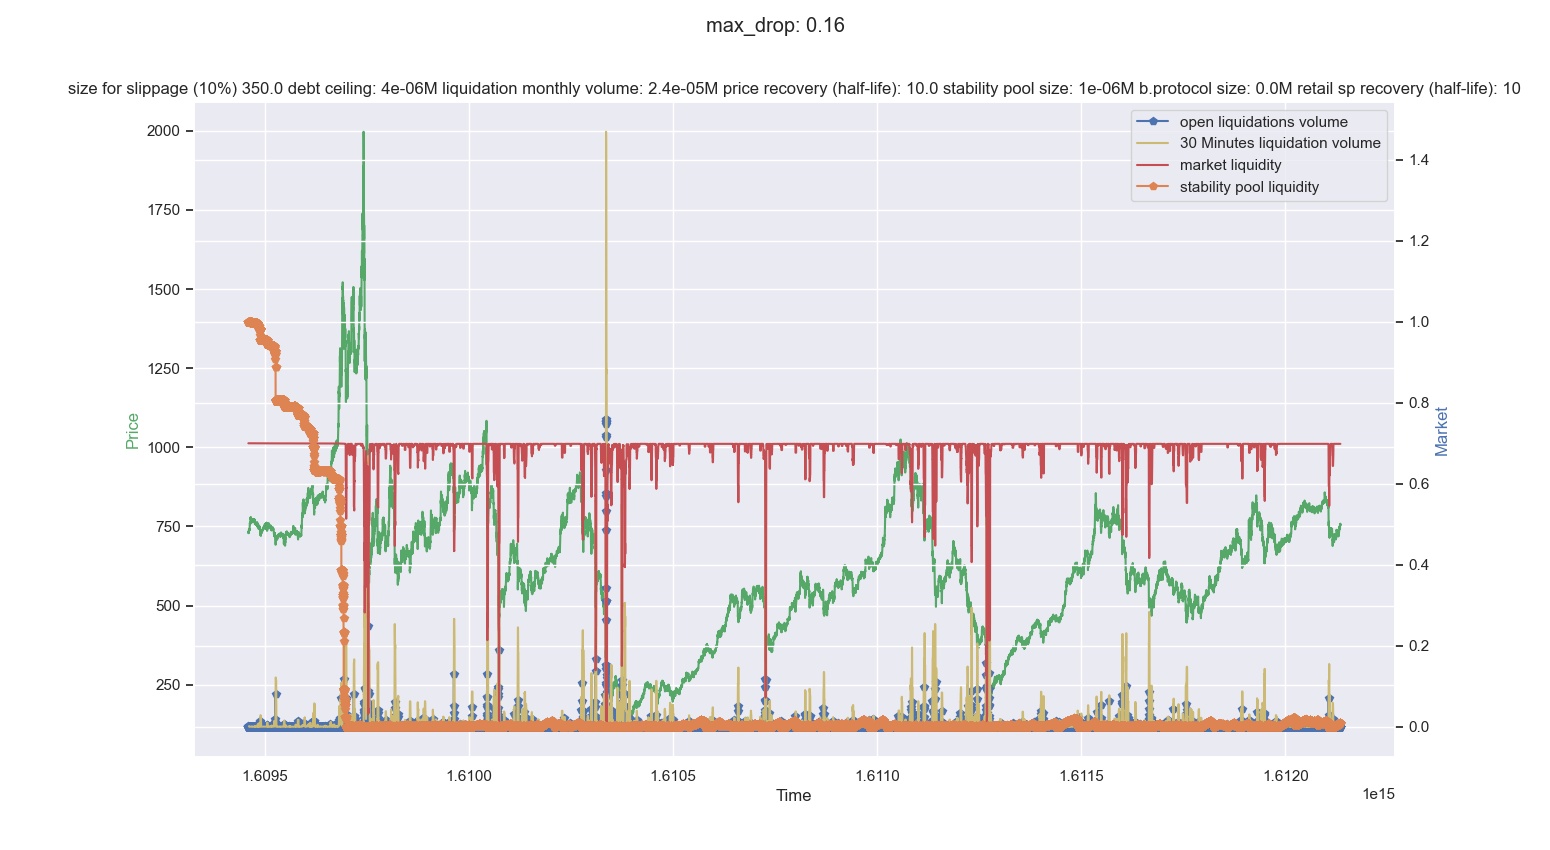 max_drop: 0.16
size for slippage (10%) 350.0 debt ceiling: 4e-06M liquidation monthly volume: 2.4e-05M price recovery (half-life): 10.0 stability pool size: 1e-06M b.protocol size: 0.0M retail sp recovery (half-life): 10
open liquidations volume
30 Minutes liquidation volume
market liquidity
stability pool liquidity
2000
1750
1500
1250
1000
750
500
250
Price
1.4
1.2
1.0
0.8
0.6
0.4
0.2
0.0
Market
1.6095 1.6100 1.6105 1.6110 1.6115 1.6120
Time
1e15